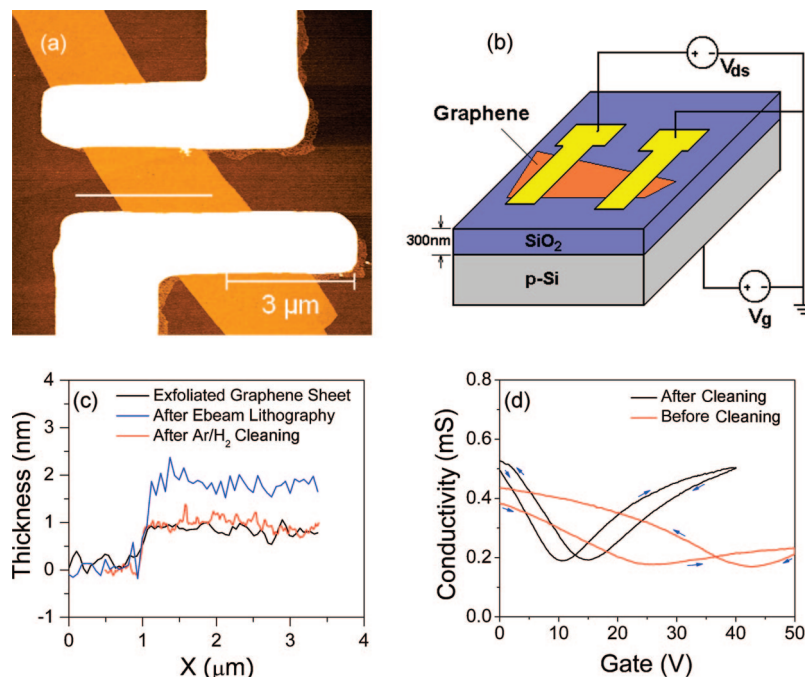 (a)
3 μm
(b)
V_ds
Graphene
300nm
SiO₂
p-Si
V_g
(c)
Exfoliated Graphene Sheet
After Ebeam Lithography
After Ar/H₂ Cleaning
Thickness (nm)
4
3
2
1
0
-1
0 1 2 3 4
X (μm)
(d)
After Cleaning
Before Cleaning
Conductivity (mS)
0.8
0.6
0.4
0.2
0.0
0 10 20 30 40 50
Gate (V)